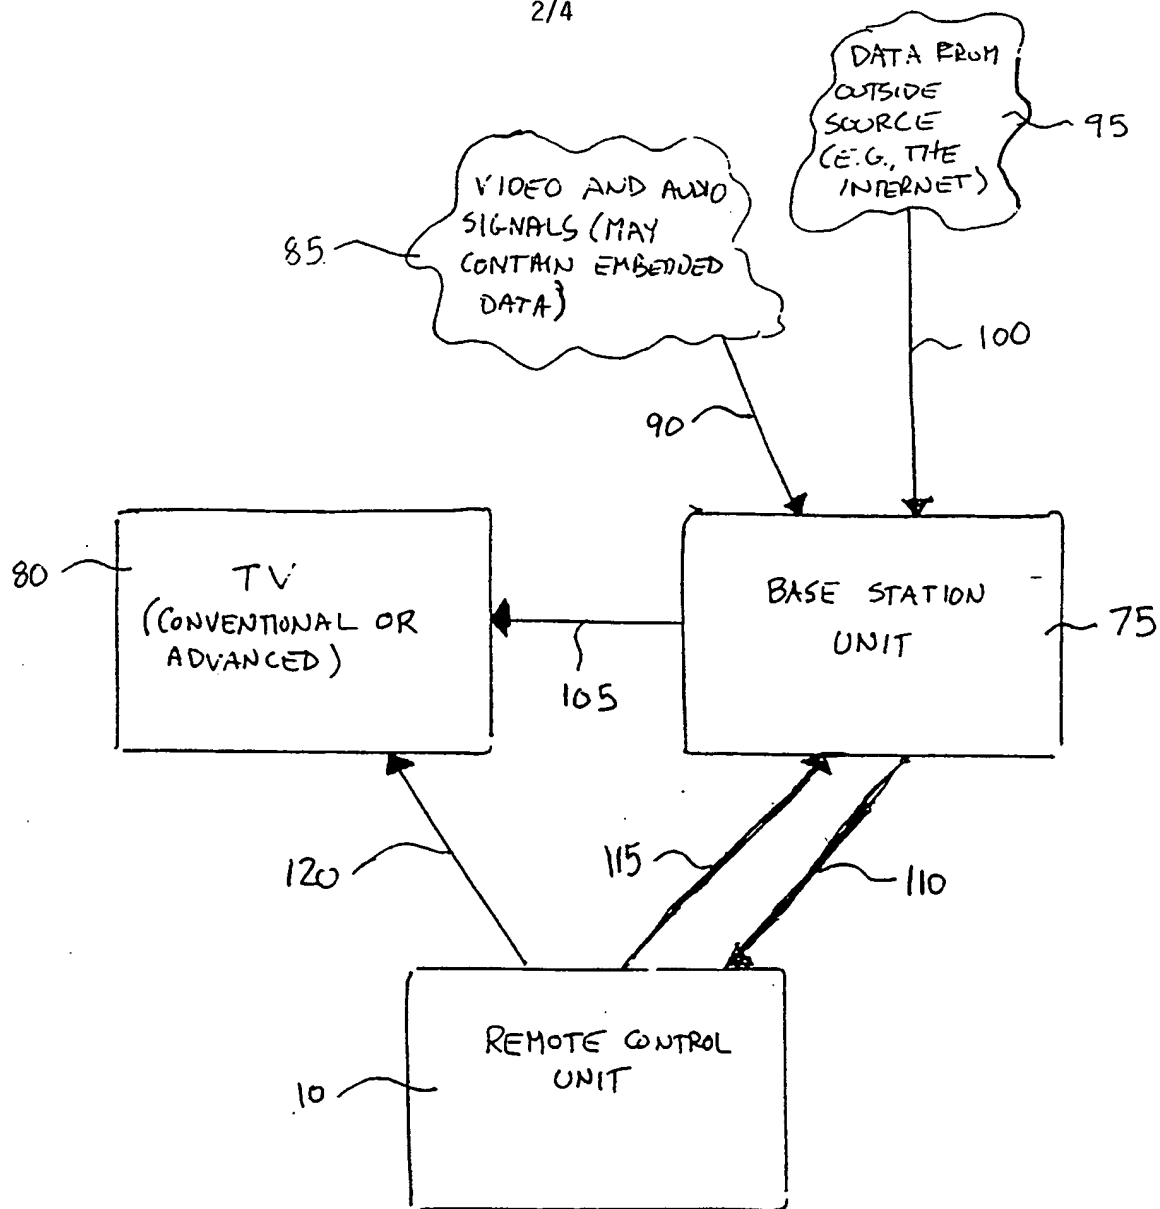 2/4
DATA FROM
OUTSIDE
SOURCE
(E.G., THE
INTERNET)
95
VIDEO AND AUDIO
SIGNALS (MAY
CONTAIN EMBEDDED
DATA)
85
100
90
80
TV
(CONVENTIONAL OR
ADVANCED)
BASE STATION
UNIT
75
105
120
115
110
REMOTE CONTROL
UNIT
10